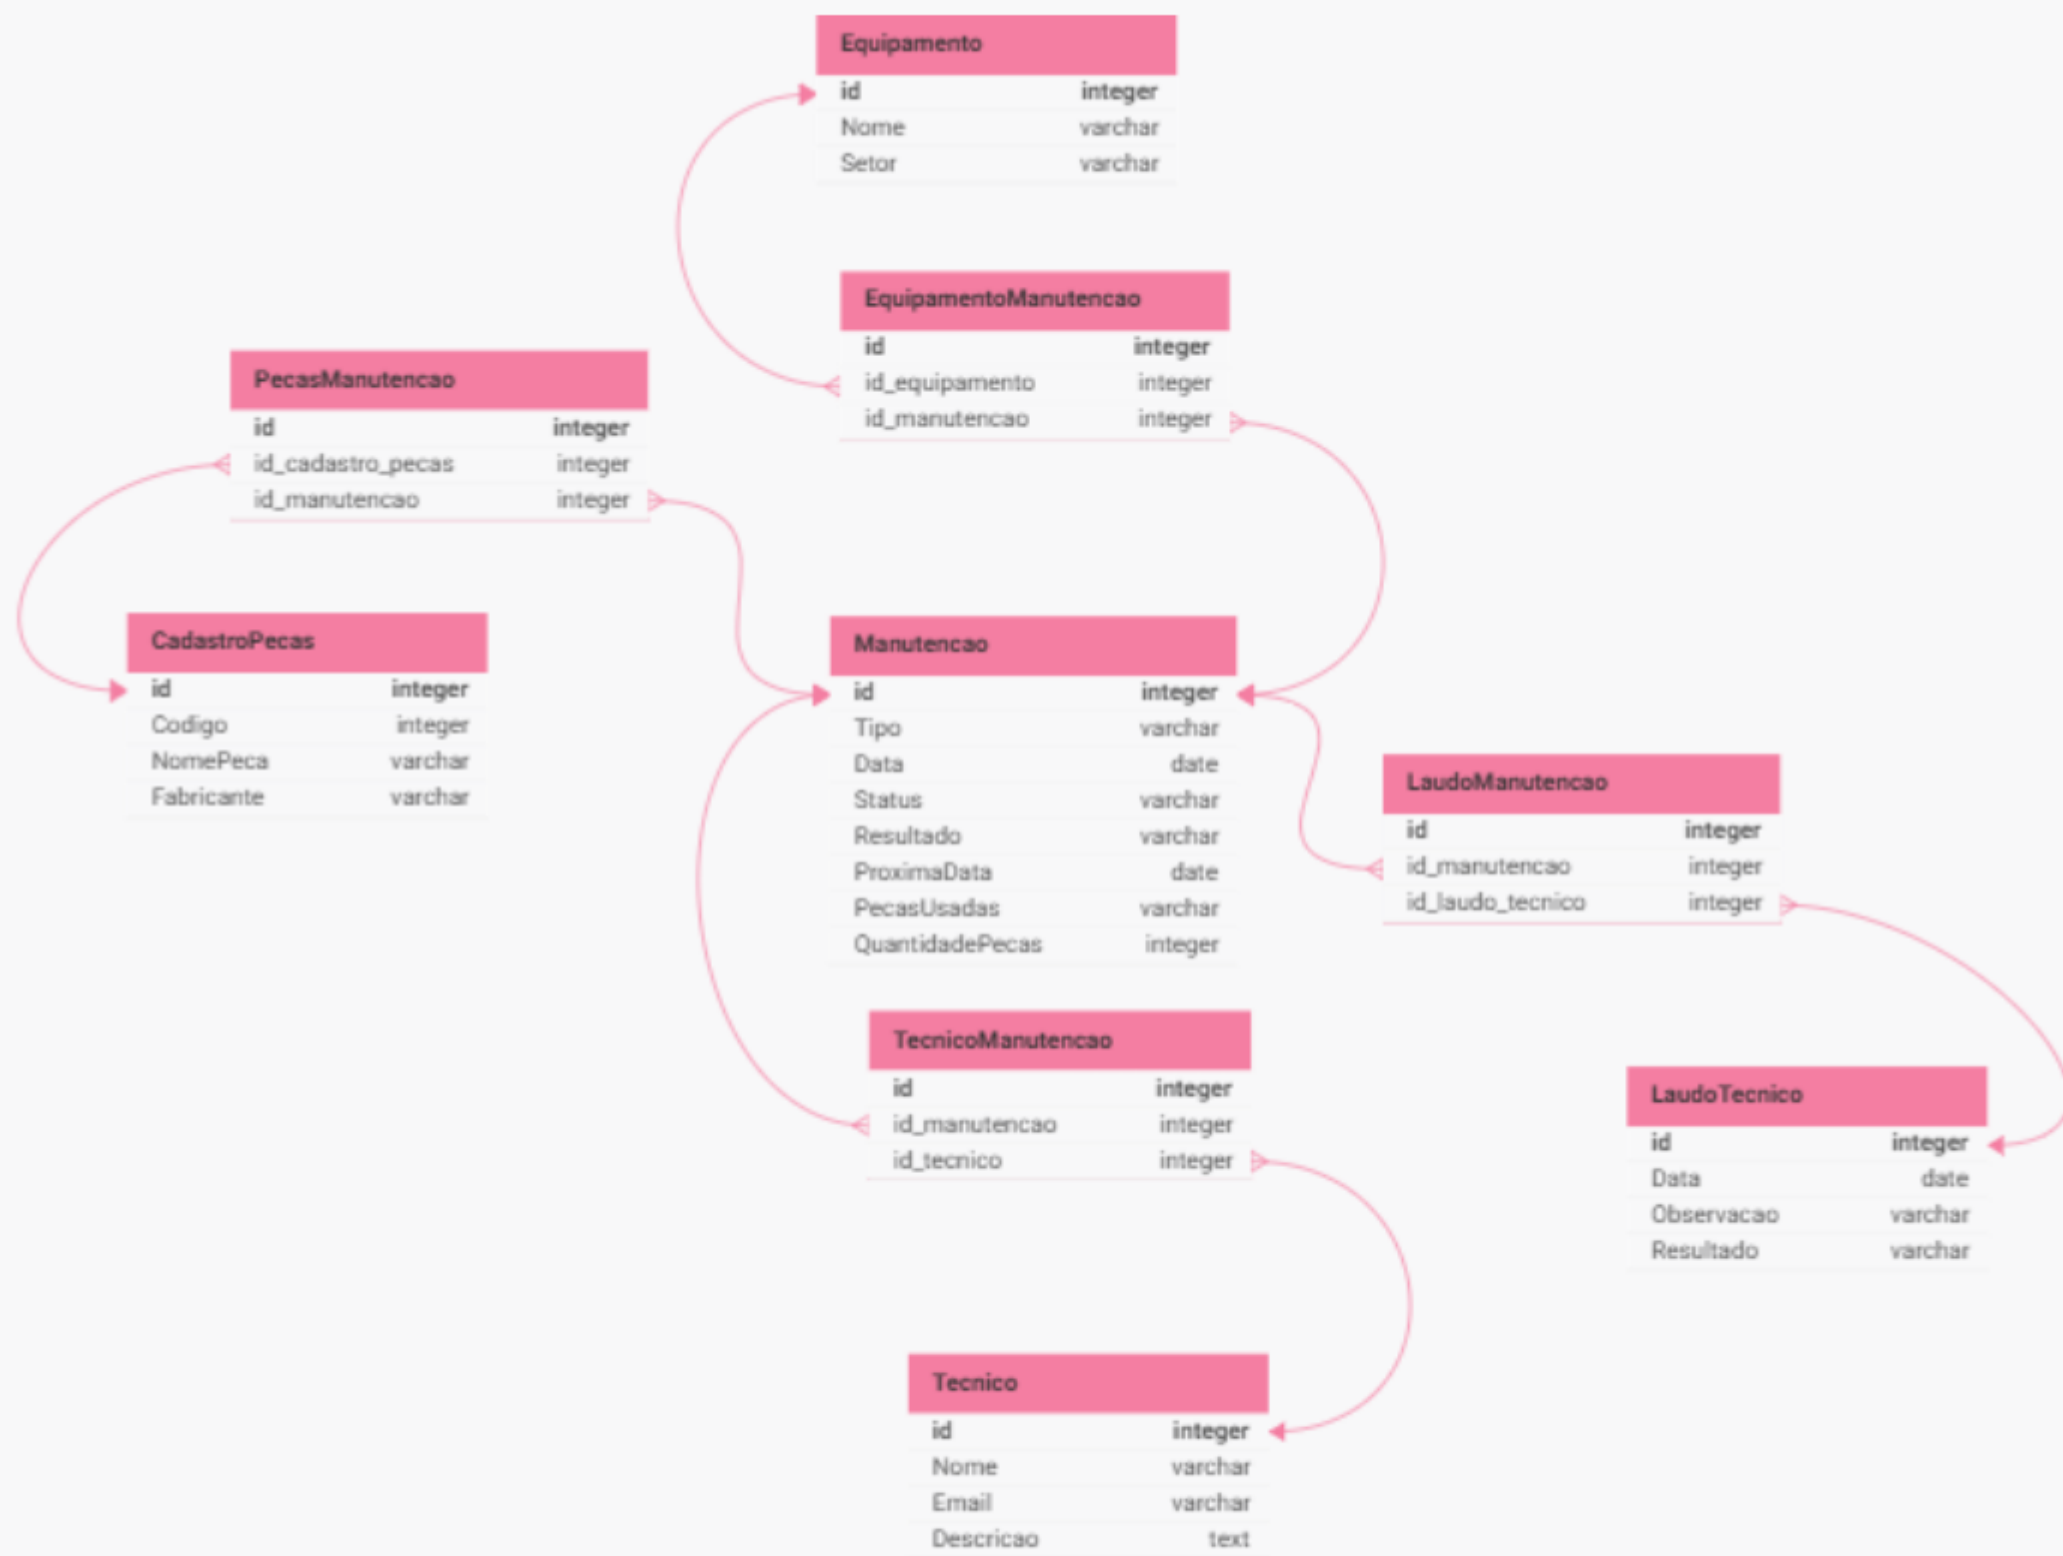 Equipamento
id integer
Nome varchar
Setor varchar
EquipamentoManutencao
id integer
id_equipamento integer
id_manutencao integer
PecasManutencao
id integer
id_cadastro_pecas integer
id_manutencao integer
CadastroPecas
id integer
Codigo integer
NomePeca varchar
Fabricante varchar
Manutencao
id integer
Tipo varchar
Data date
Status varchar
Resultado varchar
ProximaData date
PecasUsadas varchar
QuantidadePecas integer
LaudoManutencao
id integer
id_manutencao integer
id_laudo_tecnico integer
TecnicoManutencao
id integer
id_manutencao integer
id_tecnico integer
LaudoTecnico
id integer
Data date
Observacao varchar
Resultado varchar
Tecnico
id integer
Nome varchar
Email varchar
Descricao text